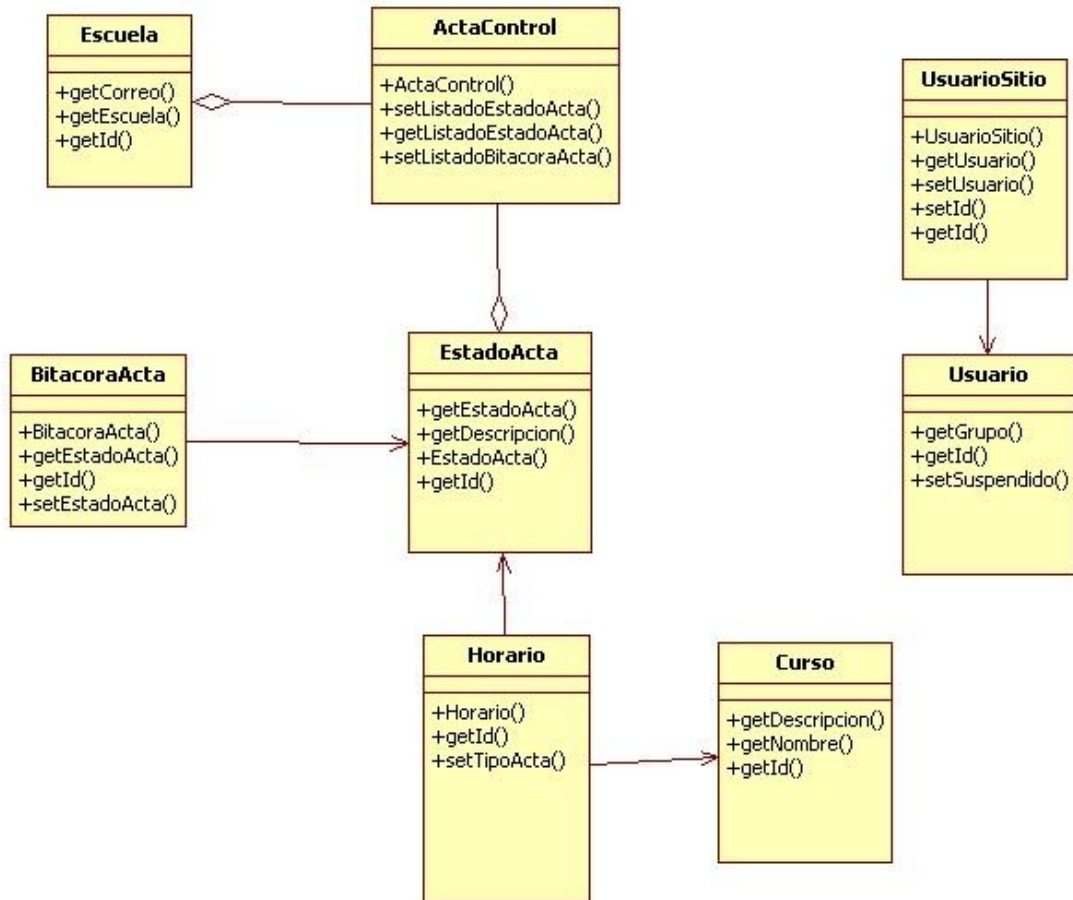 Escuela
+getCorreo()
+getEscuela()
+getId()
ActaControl
+ActaControl()
+setListadoEstadoActa()
+getListadoEstadoActa()
+setListadoBitacoraActa()
UsuarioSitio
+UsuarioSitio()
+getUsuario()
+setUsuario()
+setId()
+getId()
BitacoraActa
+BitacoraActa()
+getEstadoActa()
+getId()
+setEstadoActa()
EstadoActa
+getEstadoActa()
+getDescripcion()
+EstadoActa()
+getId()
Usuario
+getGrupo()
+getId()
+setSuspendido()
Horario
+Horario()
+getId()
+setTipoActa()
Curso
+getDescripcion()
+getNombre()
+getId()